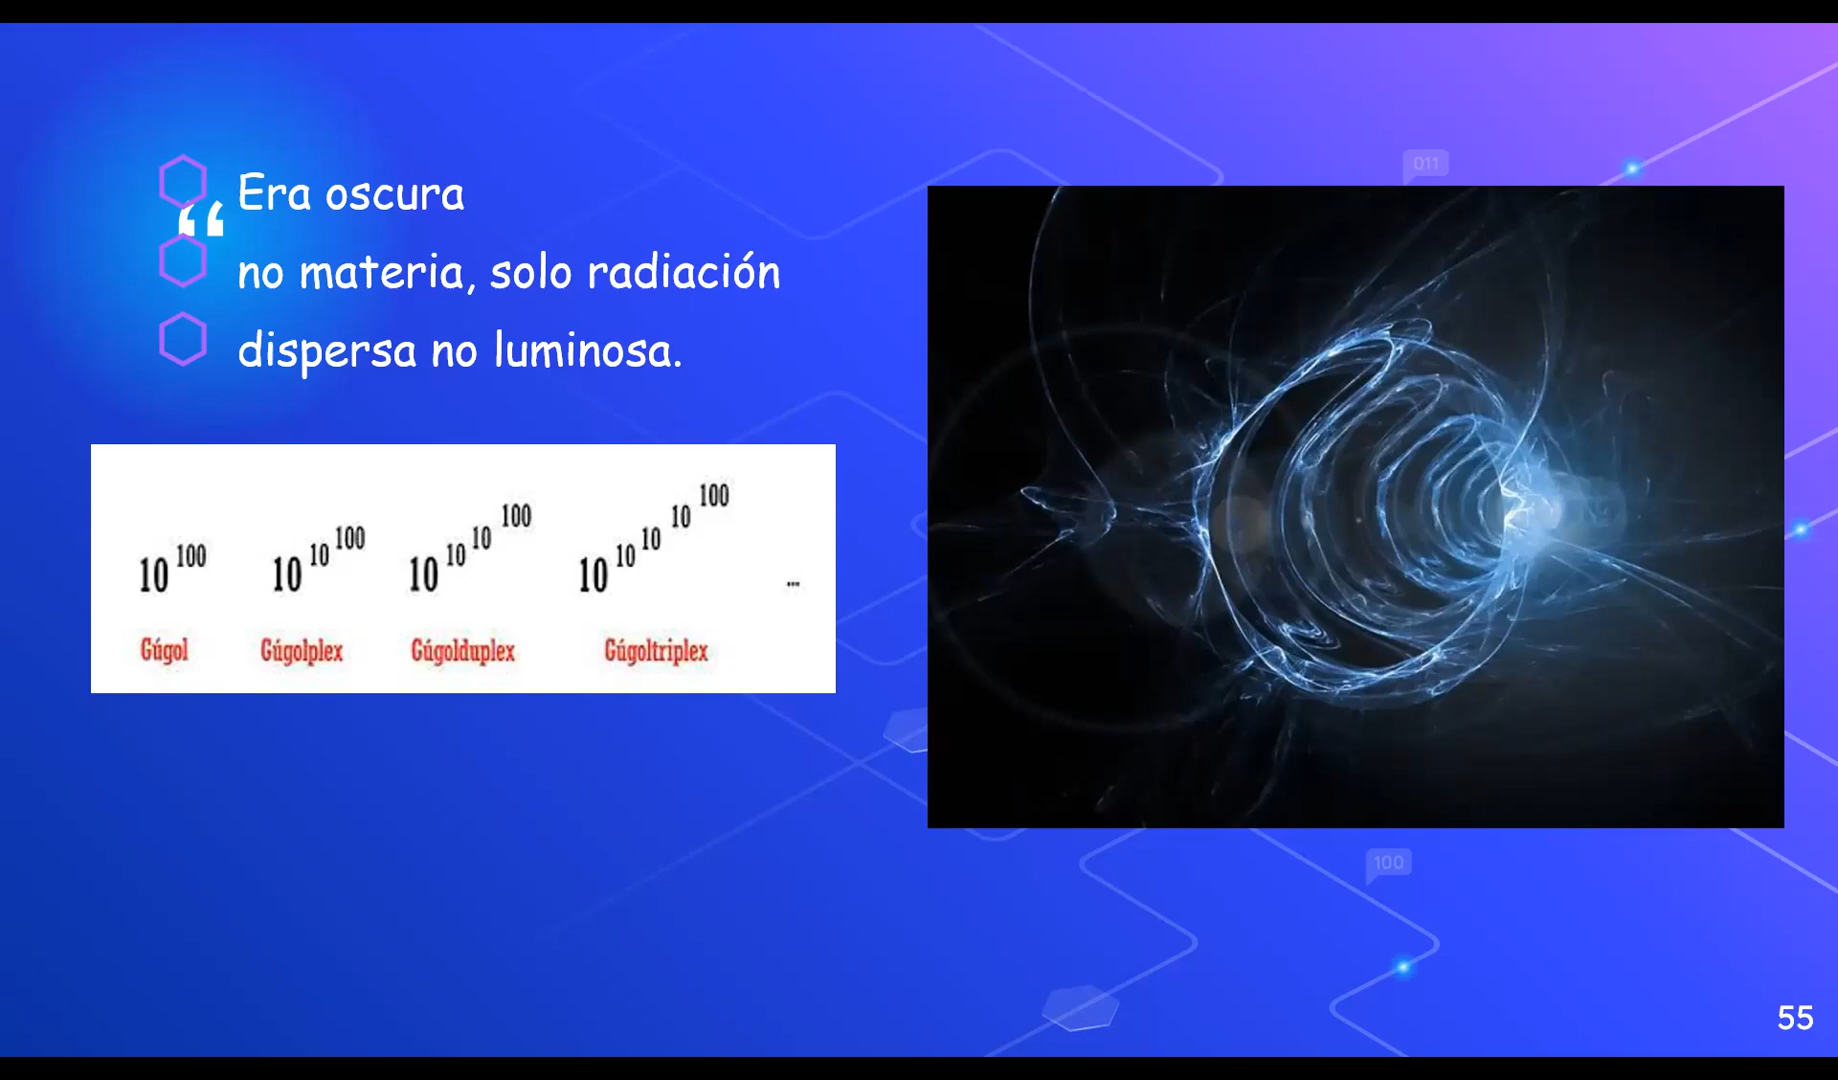 Era oscura
“
no materia, solo radiación
dispersa no luminosa.
10^100 10^10^100 10^10^10^100 10^10^10^10^100 ...
Gúgol Gúgolplex Gúgolduplex Gúgoltriplex
011
100
55